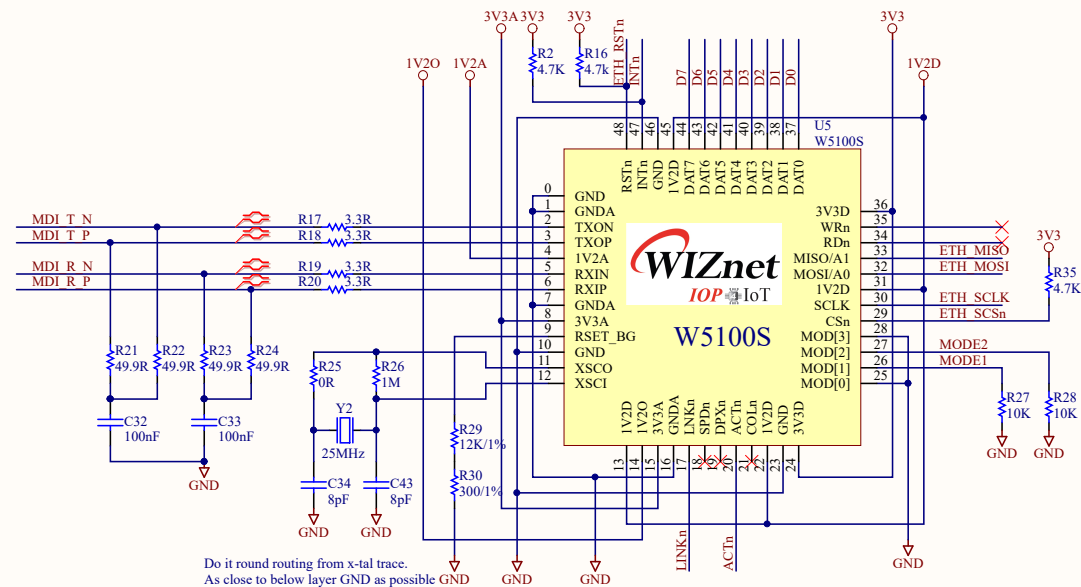 3V3A 3V3 3V3 3V3
1V2O 1V2A 1V2D
R2
4.7K
R16
4.7k
ETH_RSTn
INTn
D7 D6 D5 D4 D3 D2 D1 D0
48 47 46 45 44 43 42 41 40 39 38 37
U5
W5100S
RSTn INTn GND 1V2D DAT7 DAT6 DAT5 DAT4 DAT3 DAT2 DAT1 DAT0
0 GND
1 GNDA
2 TXON
3 TXOP
4 1V2A
5 RXIN
6 RXIP
7 GNDA
8 3V3A
9 RSET_BG
10 GND
11 XSCO
12 XSCI
3V3D 36
WRn 35
RDn 34
MISO/A1 33
MOSI/A0 32
1V2D 31
SCLK 30
CSn 29
MOD[3] 28
MOD[2] 27
MOD[1] 26
MOD[0] 25
WIZnet
IOP IoT
W5100S
1V2D 1V2O 3V3A GNDA LNKn SPDn DPXn ACTn COLn 1V2D GND 3V3D
13 14 15 16 17 18 19 20 21 22 23 24
MDI_T_N
MDI_T_P
MDI_R_N
MDI_R_P
R17 3.3R
R18 3.3R
R19 3.3R
R20 3.3R
ETH_MISO
ETH_MOSI
ETH_SCLK
ETH_SCSn
MODE2
MODE1
3V3
R35
4.7K
R21
49.9R
R22
49.9R
R23
49.9R
R24
49.9R
R25
0R
R26
1M
C32
100nF
C33
100nF
Y2
25MHz
R29
12K/1%
R30
300/1%
R27
10K
R28
10K
GND GND
GND
C34
8pF
C43
8pF
GND GND
LINKn
ACTn
GND
Do it round routing from x-tal trace.
As close to below layer GND as possible
GND GND GND